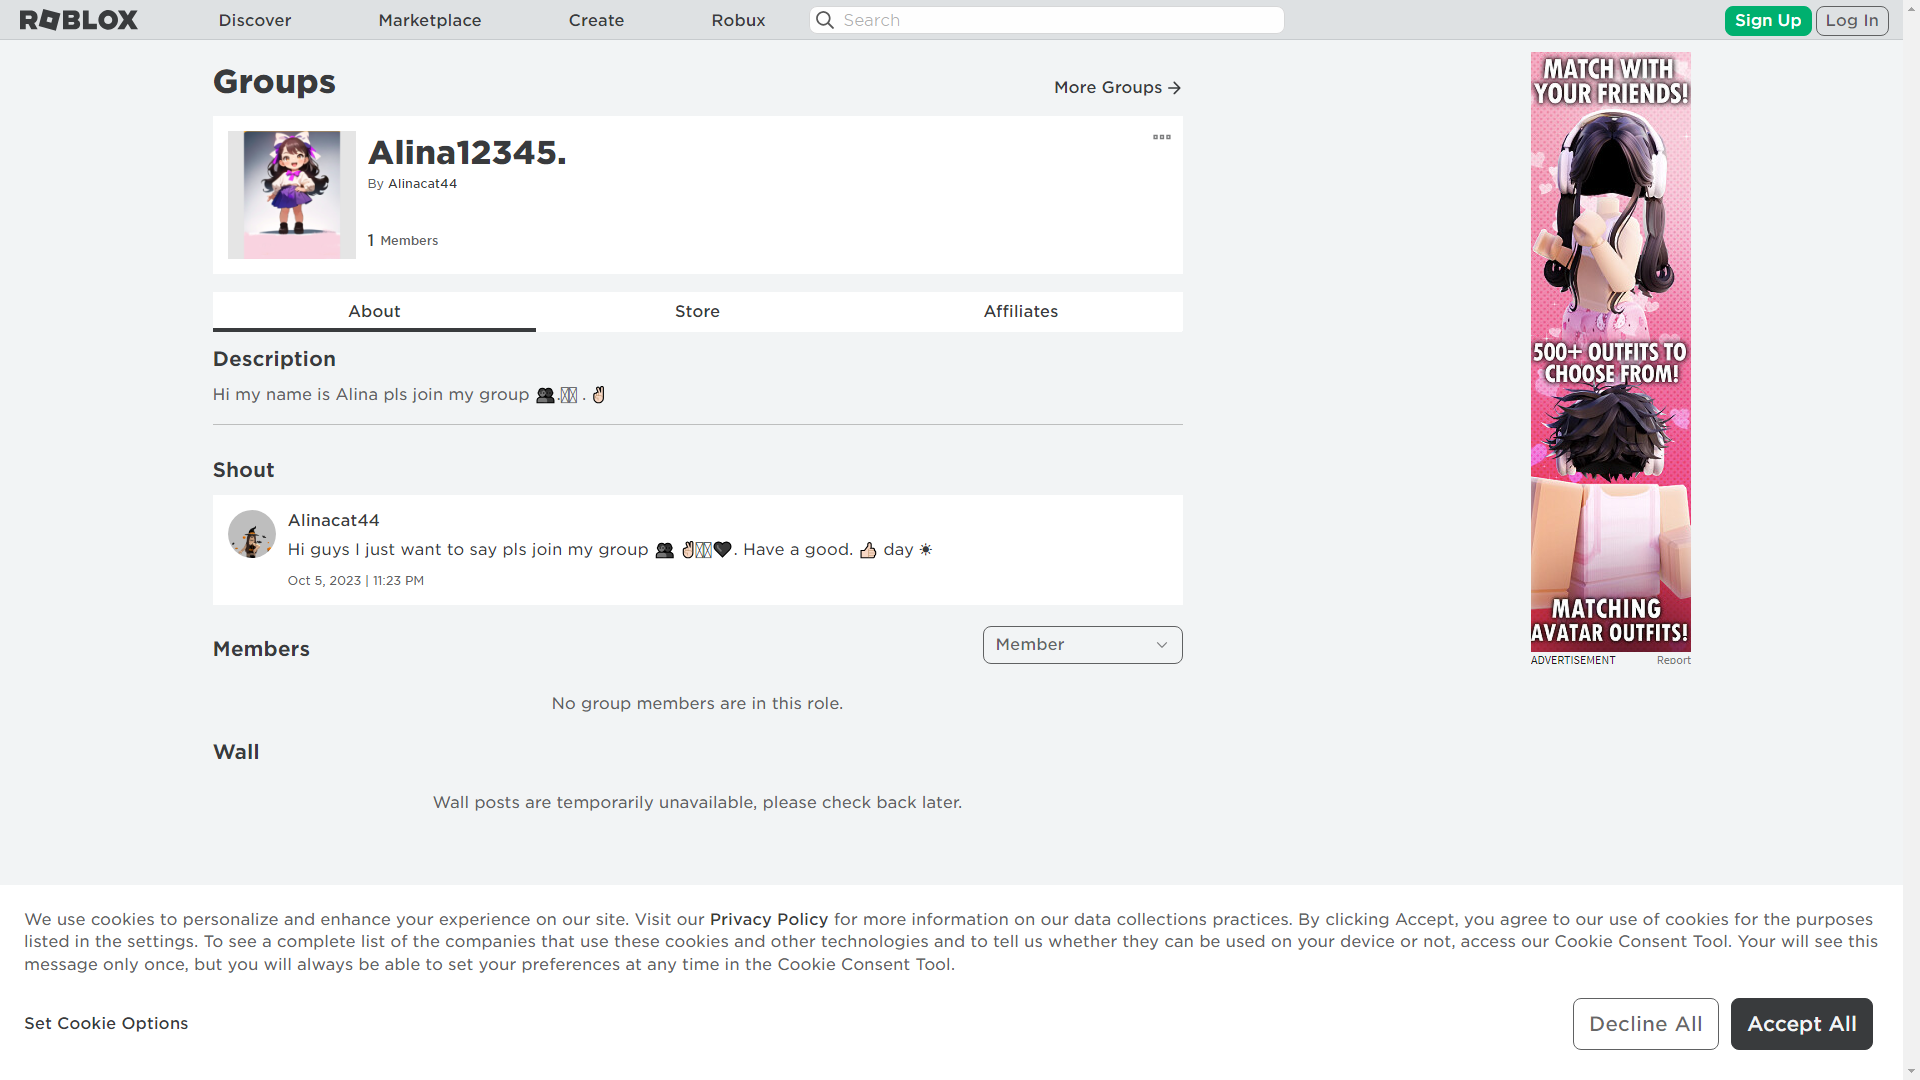 ROBLOX
Discover
Marketplace
Create
Robux
Search
Sign Up
Log In
Groups
More Groups
Alina12345.
By Alinacat44
1 Members
About
Store
Affiliates
Description
Hi my name is Alina pls join my group 👥. . ✌🏻
Shout
Alinacat44
Hi guys I just want to say pls join my group 👥 ✌🏻🖤. Have a good. 👍🏻 day ☀
Oct 5, 2023 | 11:23 PM
Members
Member
No group members are in this role.
Wall
Wall posts are temporarily unavailable, please check back later.
MATCH WITH
YOUR FRIENDS!
500+ OUTFITS TO
CHOOSE FROM!
MATCHING
AVATAR OUTFITS!
ADVERTISEMENT
Report
We use cookies to personalize and enhance your experience on our site. Visit our Privacy Policy for more information on our data collections practices. By clicking Accept, you agree to our use of cookies for the purposes
listed in the settings. To see a complete list of the companies that use these cookies and other technologies and to tell us whether they can be used on your device or not, access our Cookie Consent Tool. Your will see this
message only once, but you will always be able to set your preferences at any time in the Cookie Consent Tool.
Set Cookie Options
Decline All
Accept All